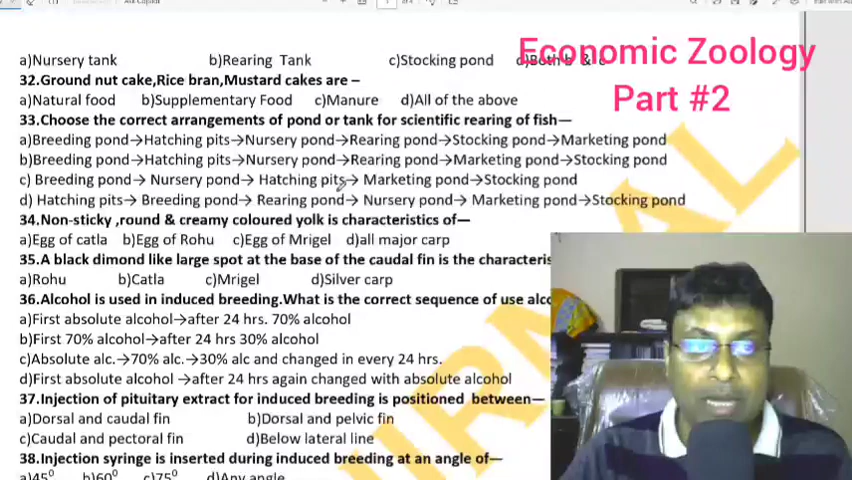 a)Nursery tank b)Rearing Tank c)Stocking pond d)Both b & c
Economic Zoology
Part #2
32.Ground nut cake,Rice bran,Mustard cakes are –
a)Natural food b)Supplementary Food c)Manure d)All of the above
33.Choose the correct arrangements of pond or tank for scientific rearing of fish—
a)Breeding pond→Hatching pits→Nursery pond→Rearing pond→Stocking pond→Marketing pond
b)Breeding pond→Hatching pits→Nursery pond→Rearing pond→Marketing pond→Stocking pond
c) Breeding pond→ Nursery pond→ Hatching pits→ Marketing pond→Stocking pond
d) Hatching pits→ Breeding pond→ Rearing pond→ Nursery pond→ Marketing pond→Stocking pond
34.Non-sticky ,round & creamy coloured yolk is characteristics of—
a)Egg of catla b)Egg of Rohu c)Egg of Mrigel d)all major carp
35.A black dimond like large spot at the base of the caudal fin is the characteris
a)Rohu b)Catla c)Mrigel d)Silver carp
36.Alcohol is used in induced breeding.What is the correct sequence of use alco
a)First absolute alcohol→after 24 hrs. 70% alcohol
b)First 70% alcohol→after 24 hrs 30% alcohol
c)Absolute alc.→70% alc.→30% alc and changed in every 24 hrs.
d)First absolute alcohol →after 24 hrs again changed with absolute alcohol
37.Injection of pituitary extract for induced breeding is positioned between—
a)Dorsal and caudal fin b)Dorsal and pelvic fin
c)Caudal and pectoral fin d)Below lateral line
38.Injection syringe is inserted during induced breeding at an angle of—
a)45⁰ b)60⁰ c)75⁰ d)Any angle